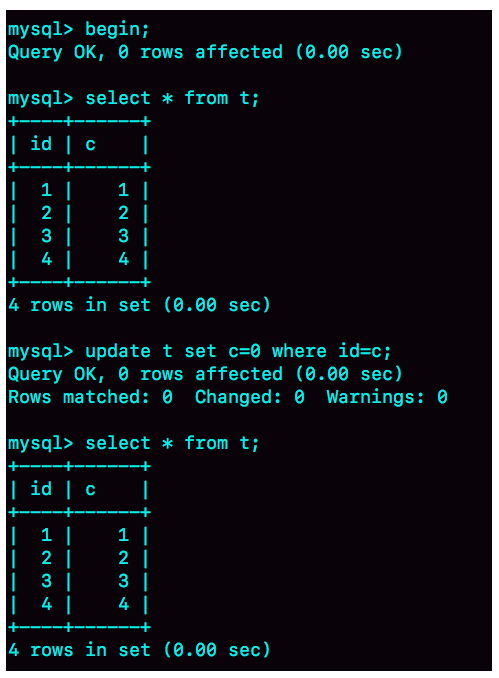 mysql> begin;
Query OK, 0 rows affected (0.00 sec)
mysql> select * from t;
+----+------+
| id | c    |
+----+------+
|  1 |    1 |
|  2 |    2 |
|  3 |    3 |
|  4 |    4 |
+----+------+
4 rows in set (0.00 sec)
mysql> update t set c=0 where id=c;
Query OK, 0 rows affected (0.00 sec)
Rows matched: 0  Changed: 0  Warnings: 0
mysql> select * from t;
+----+------+
| id | c    |
+----+------+
|  1 |    1 |
|  2 |    2 |
|  3 |    3 |
|  4 |    4 |
+----+------+
4 rows in set (0.00 sec)